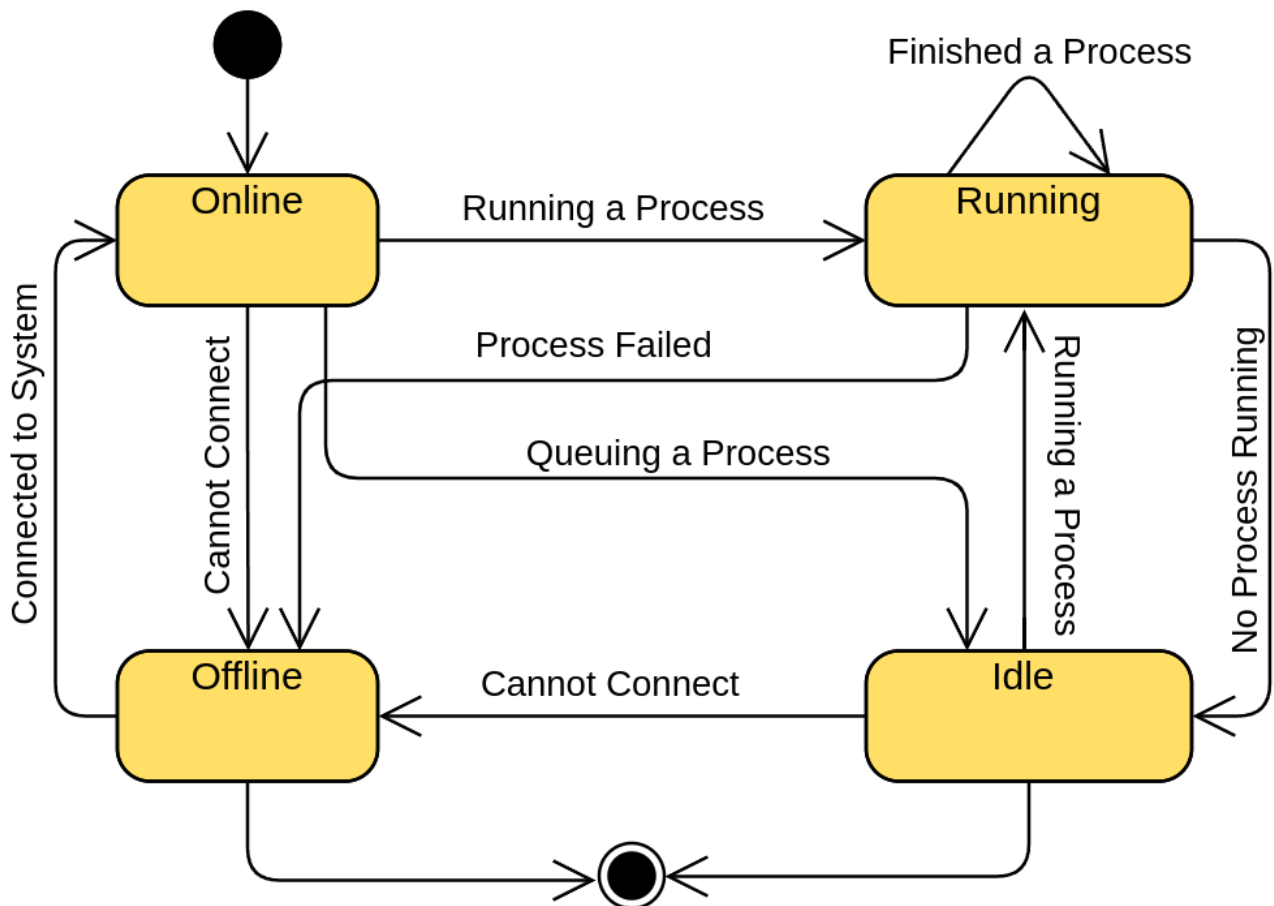 Finished a Process
Online
Running a Process
Running
Connected to System
Cannot Connect
Process Failed
Queuing a Process
Running a Process
No Process Running
Offline
Cannot Connect
Idle